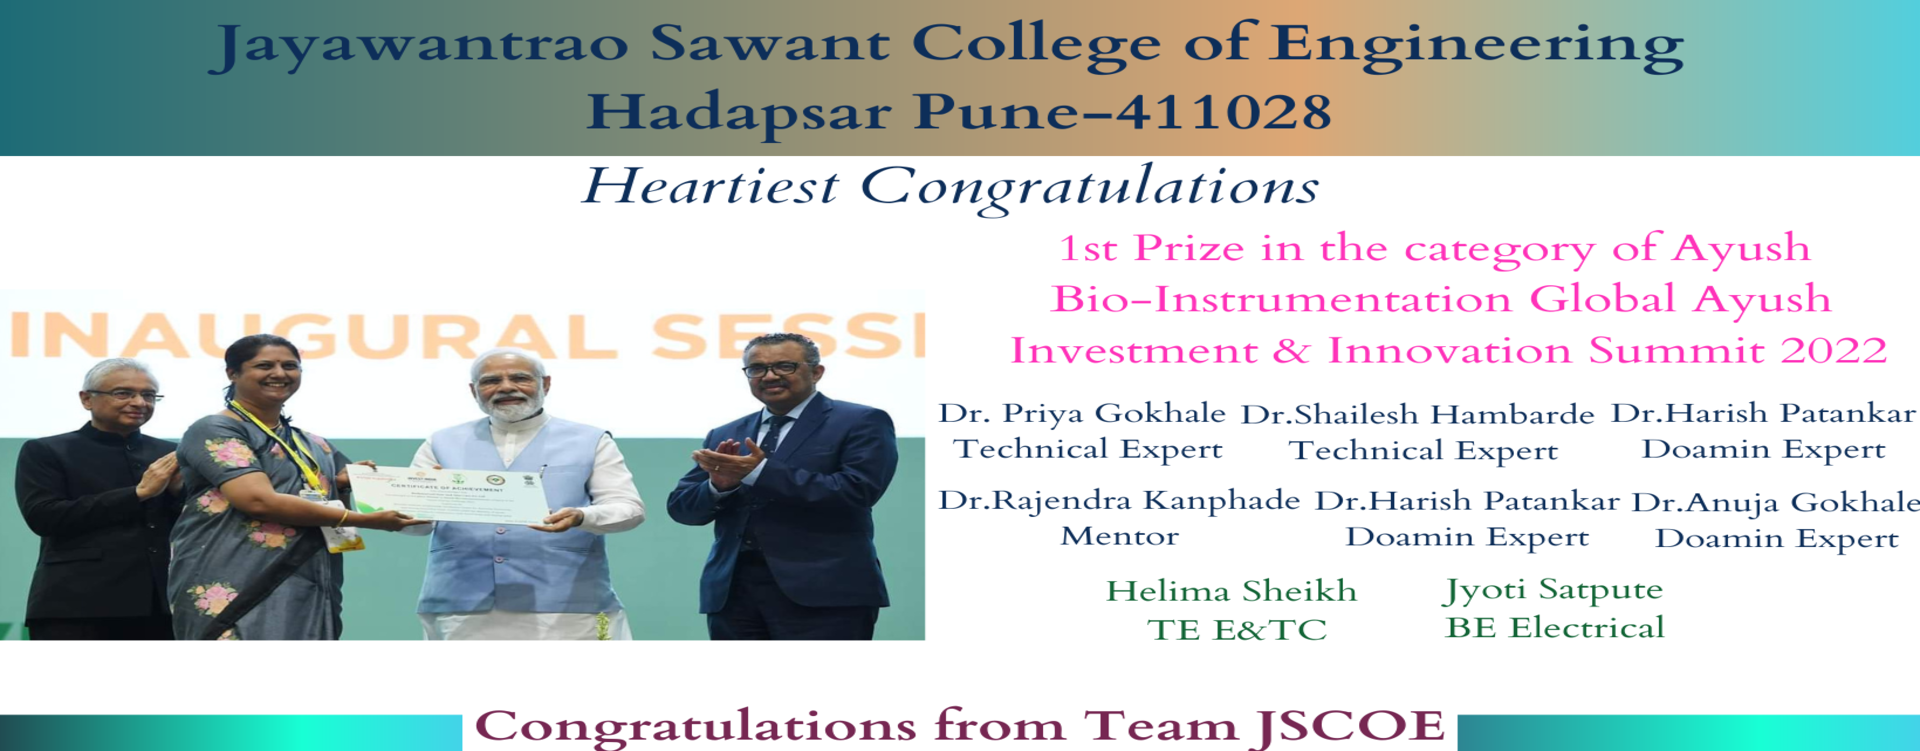 Jayawantrao Sawant College of Engineering
Hadapsar Pune-411028
Heartiest Congratulations
1st Prize in the category of Ayush
Bio-Instrumentation Global Ayush
Investment & Innovation Summit 2022
INAUGURAL SESSI
CERTIFICATE OF ACHIEVEMENT
Dr. Priya Gokhale Dr.Shailesh Hambarde Dr.Harish Patankar
Technical Expert Technical Expert Doamin Expert
Dr.Rajendra Kanphade Dr.Harish Patankar Dr.Anuja Gokhale
Mentor Doamin Expert Doamin Expert
Helima Sheikh Jyoti Satpute
TE E&TC BE Electrical
Congratulations from Team JSCOE